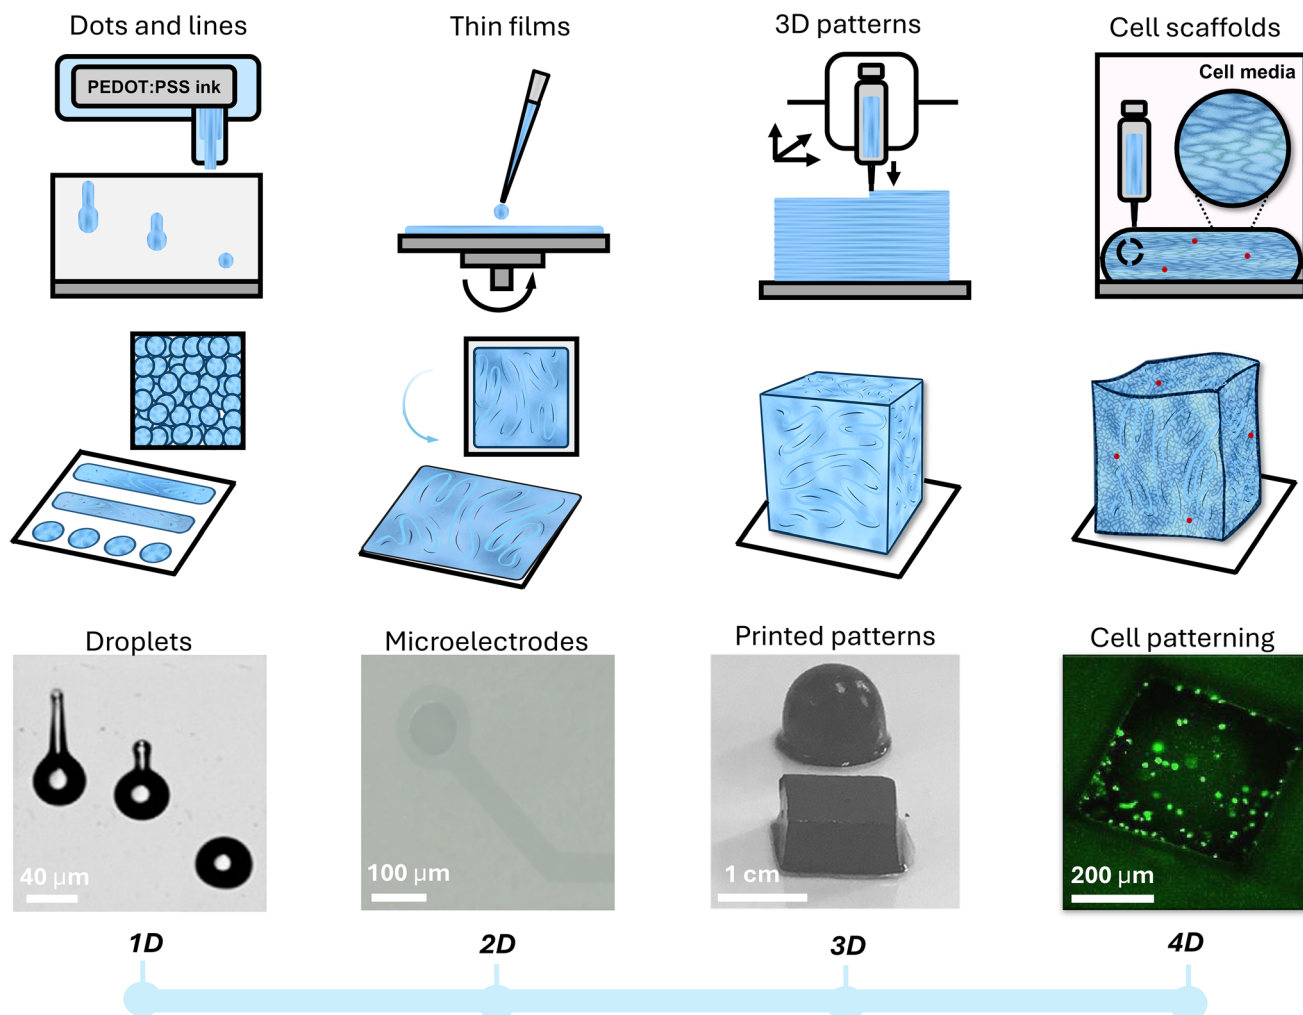 Dots and lines
Thin films
3D patterns
Cell scaffolds
PEDOT:PSS ink
Cell media
Droplets
Microelectrodes
Printed patterns
Cell patterning
40 μm
100 μm
1 cm
200 μm
1D
2D
3D
4D